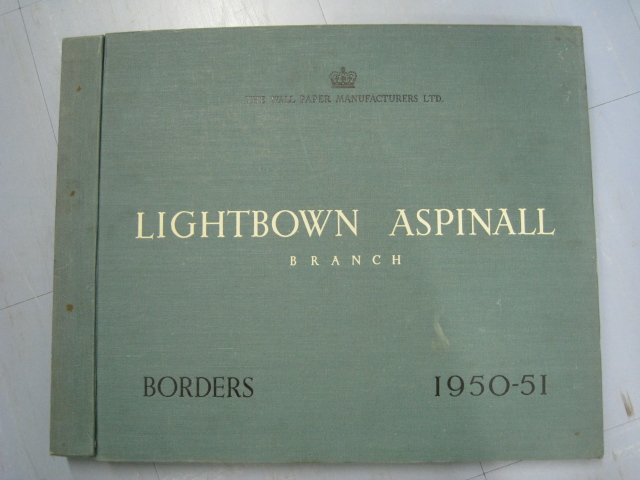 THE WALL PAPER MANUFACTURERS LTD.
LIGHTBOWN ASPINALL
BRANCH
BORDERS 1950-51